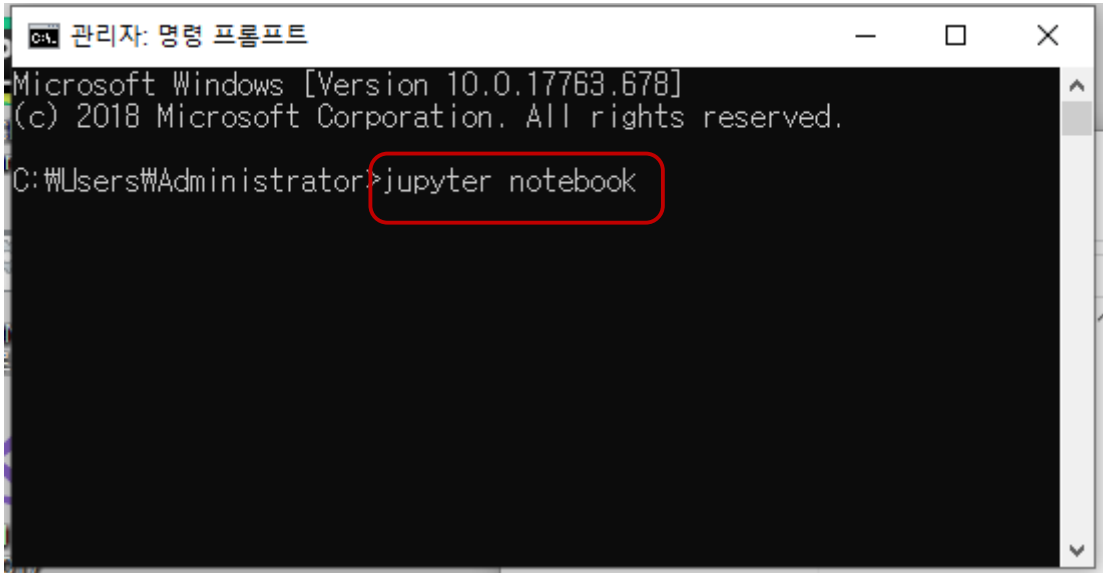 관리자: 명령 프롬프트
Microsoft Windows [Version 10.0.17763.678]
(c) 2018 Microsoft Corporation. All rights reserved.
C:₩Users₩Administrator>jupyter notebook